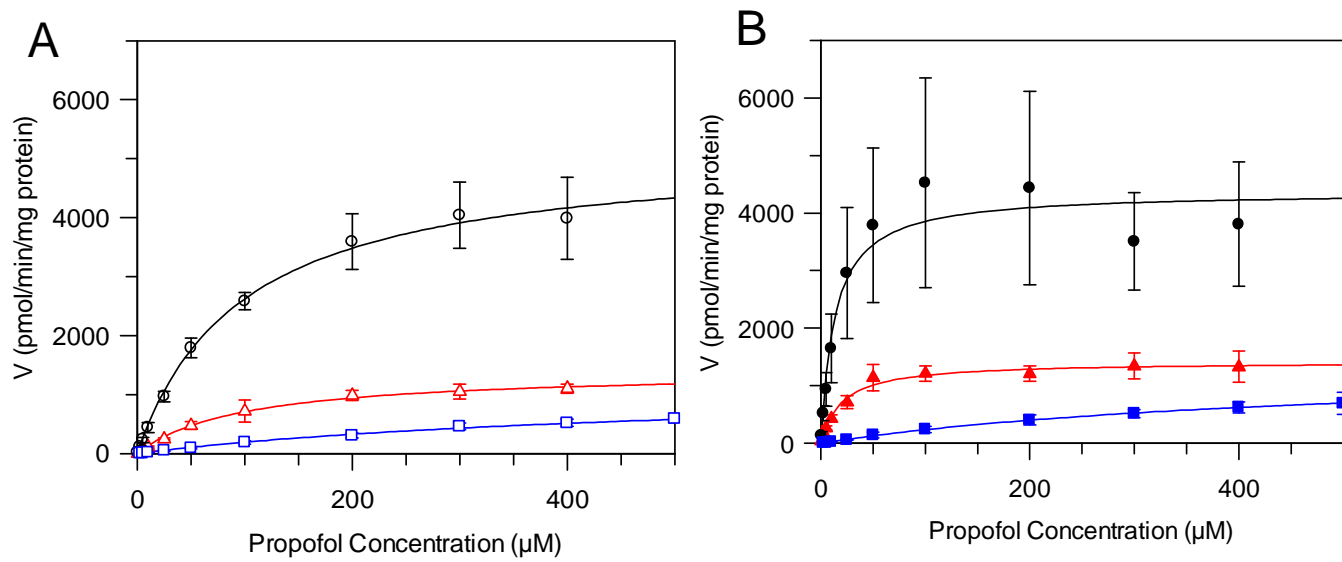 A
V (pmol/min/mg protein)
6000
4000
2000
0
0
200
400
Propofol Concentration (µM)
B
V (pmol/min/mg protein)
6000
4000
2000
0
0
200
400
Propofol Concentration (µM)